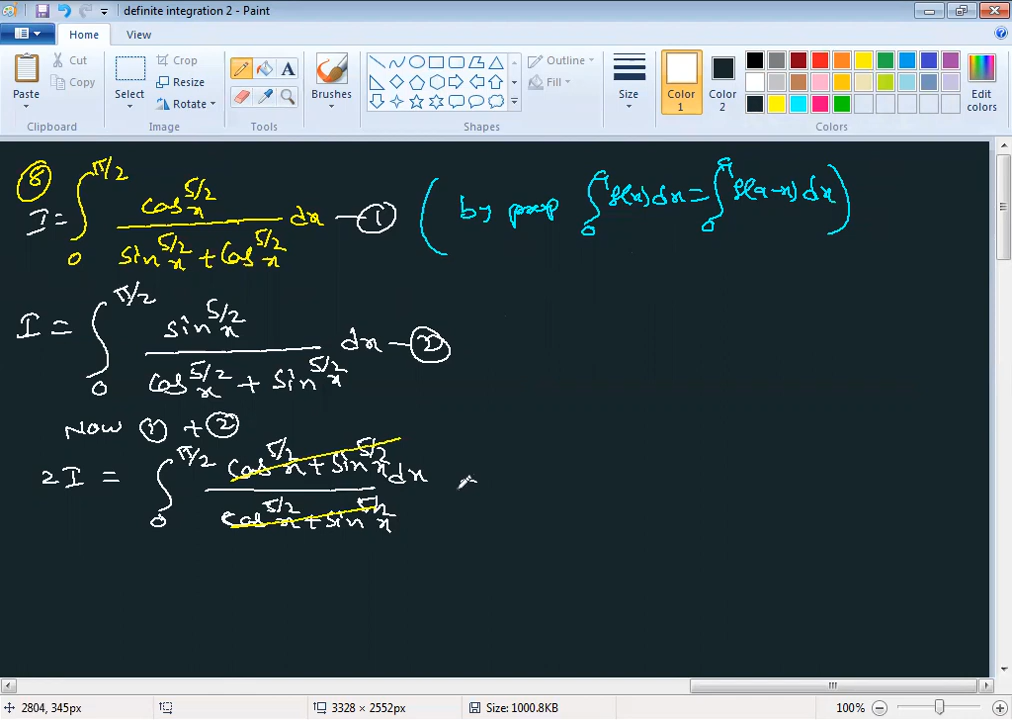 definite integration 2 - Paint
Home View
Paste
Cut
Copy
Clipboard
Select
Crop
Resize
Rotate
Image
A
Tools
Brushes
Shapes
Outline
Fill
Size
Color 1
Color 2
Edit colors
Colors
⑧ I = ∫₀^{π/2} cos^{5/2} x / (sin^{5/2} x + cos^{5/2} x) dx — ①
( by prop ∫₀^a f(x) dx = ∫₀^a f(a-x) dx )
I = ∫₀^{π/2} sin^{5/2} x / (cos^{5/2} x + sin^{5/2} x) dx — ②
Now ① + ②
2I = ∫₀^{π/2} (cos^{5/2} x + sin^{5/2} x) / (cos^{5/2} x + sin^{5/2} x) dx
2804, 345px
3328 × 2552px
Size: 1000.8KB
100%